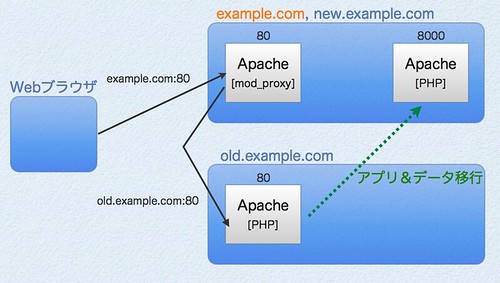 example.com, new.example.com
80
8000
Apache
[mod_proxy]
Apache
[PHP]
Webブラウザ
example.com:80
old.example.com
80
アプリ＆データ移行
old.example.com:80
Apache
[PHP]